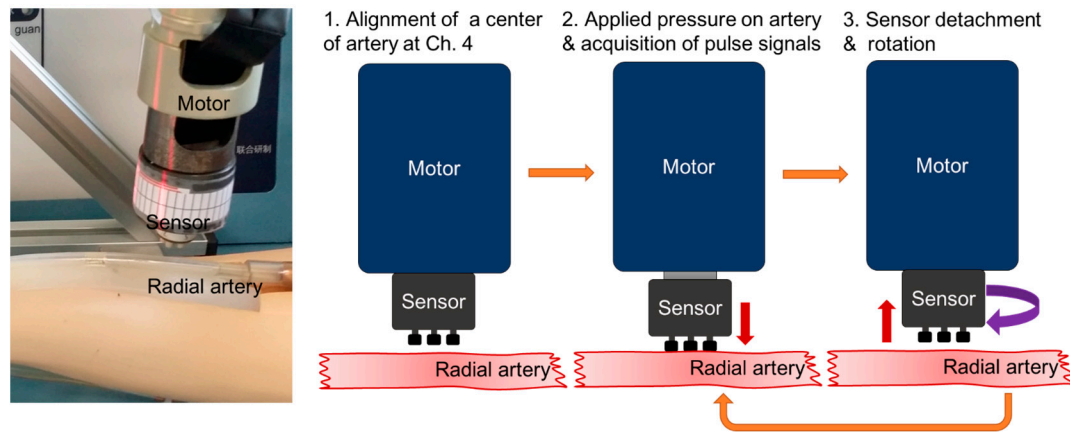 guan
Motor
联合研制
Sensor
Radial artery
1. Alignment of a center
of artery at Ch. 4
Motor
Sensor
Radial artery
2. Applied pressure on artery
& acquisition of pulse signals
Motor
Sensor
Radial artery
3. Sensor detachment
& rotation
Motor
Sensor
Radial artery